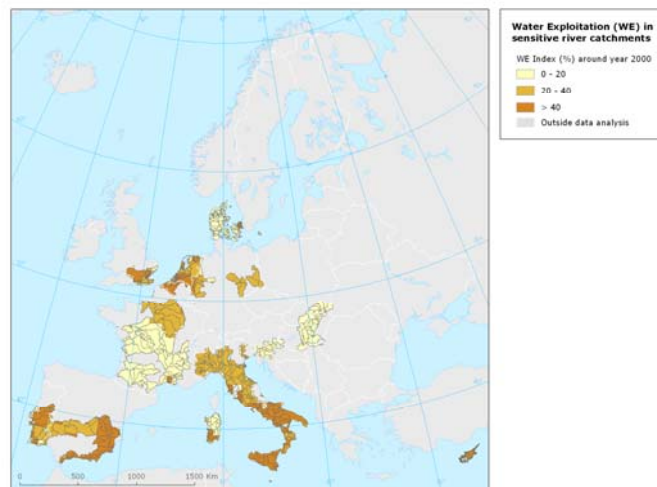 Water Exploitation (WE) in
sensitive river catchments
WE Index (%) around year 2000
0 - 20
20 - 40
> 40
Outside data analysis
0 500 1000 1500 Km